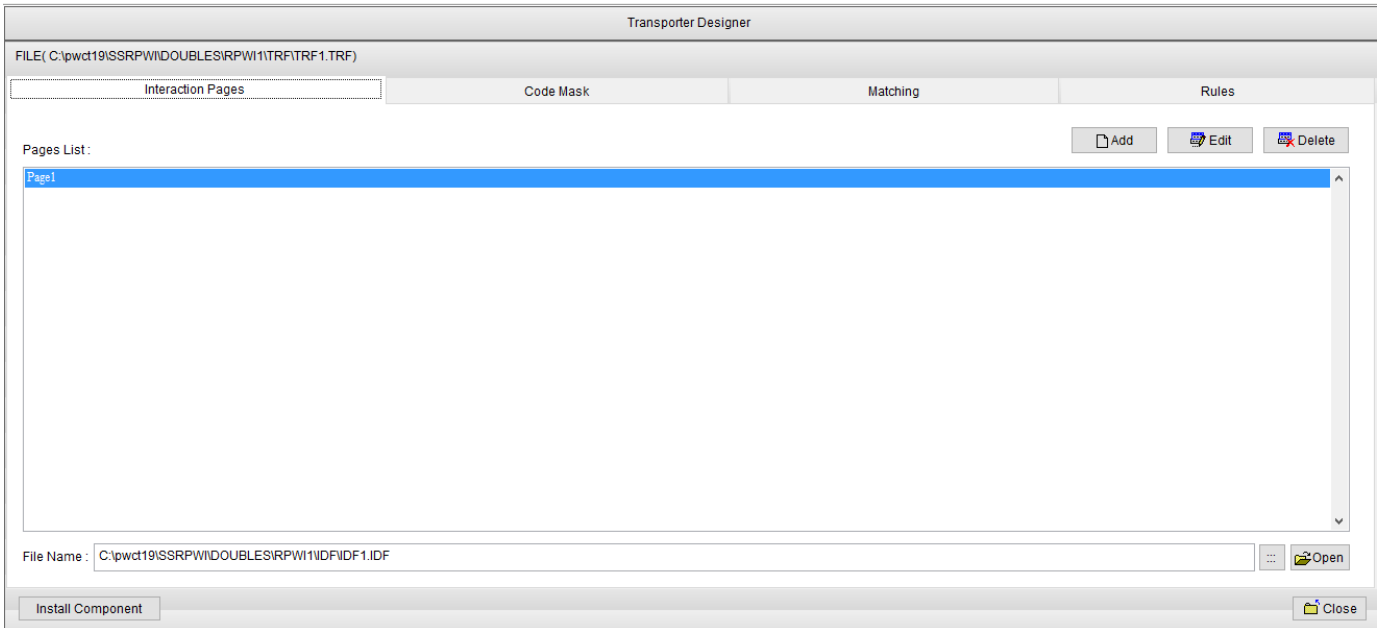 Transporter Designer
FILE( C:\pwct19\SSRPWI\DOUBLES\RPWI1\TRF\TRF1.TRF)
Interaction Pages Code Mask Matching Rules
Add Edit Delete
Pages List :
Page1
File Name : C:\pwct19\SSRPWI\DOUBLES\RPWI1\IDF\IDF1.IDF ::: Open
Install Component Close